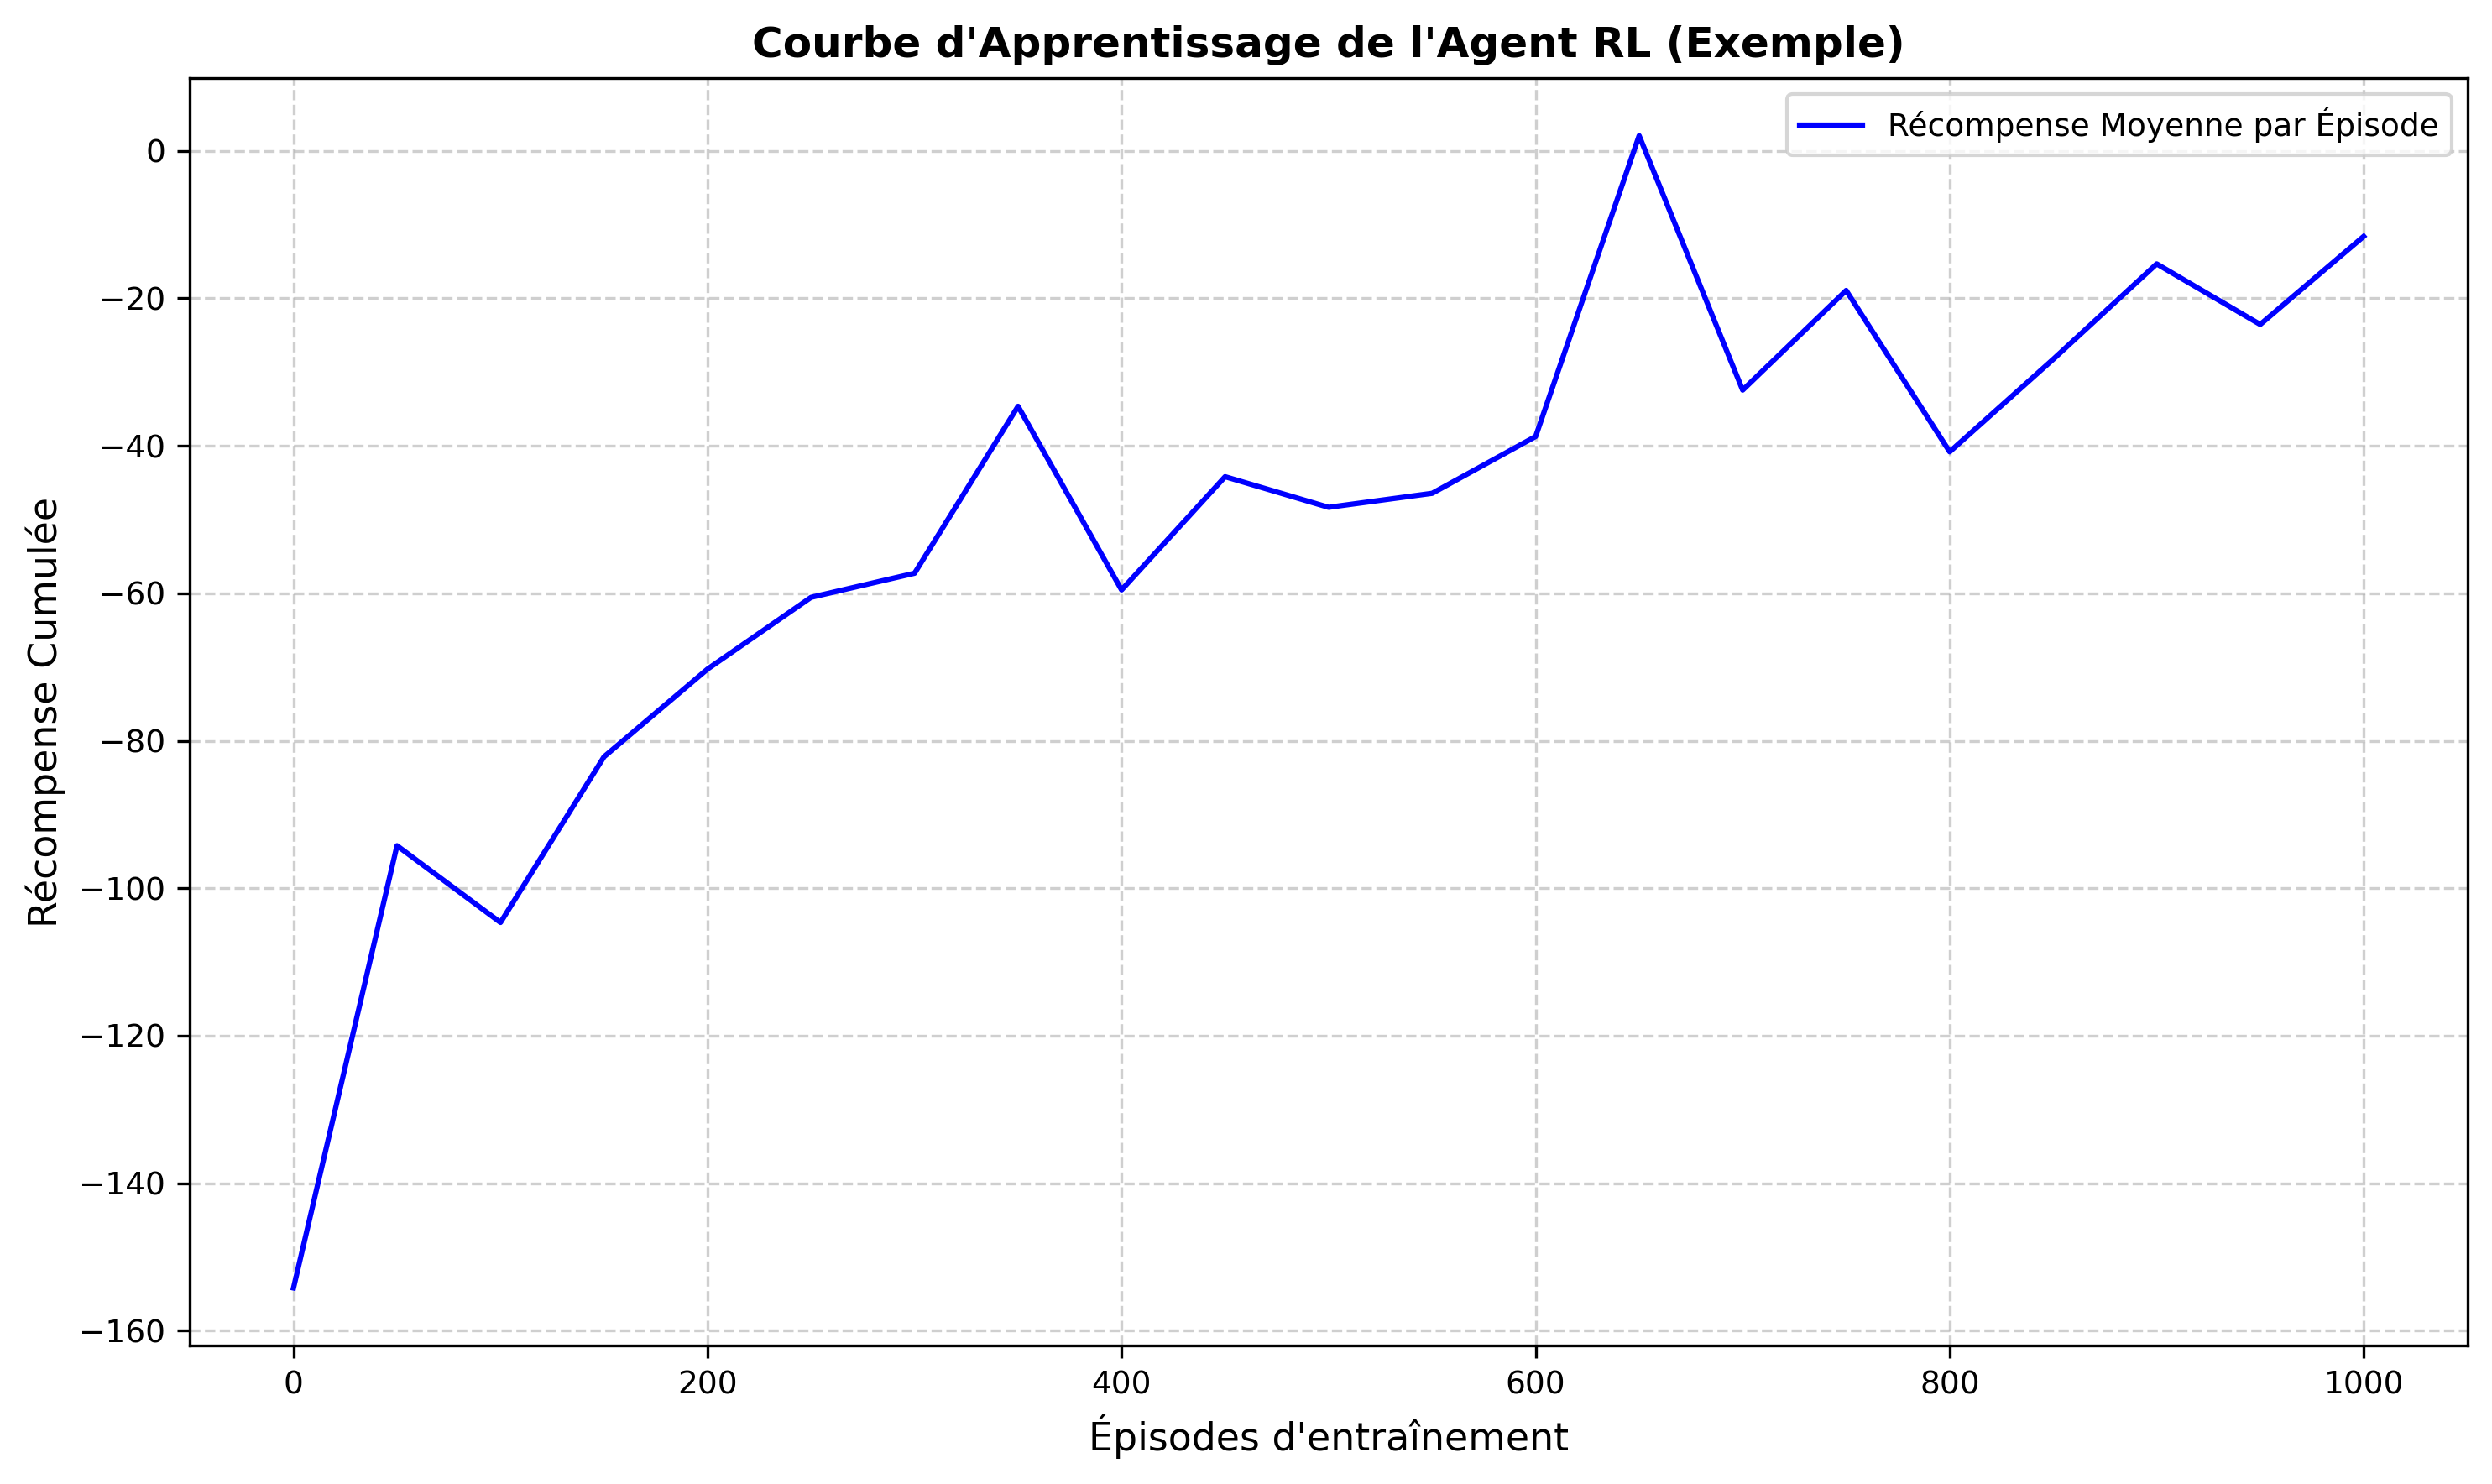 Courbe d'Apprentissage de l'Agent RL (Exemple)
Récompense Moyenne par Épisode
0
−20
−40
−60
−80
−100
−120
−140
−160
Récompense Cumulée
0 200 400 600 800 1000
Épisodes d'entraînement